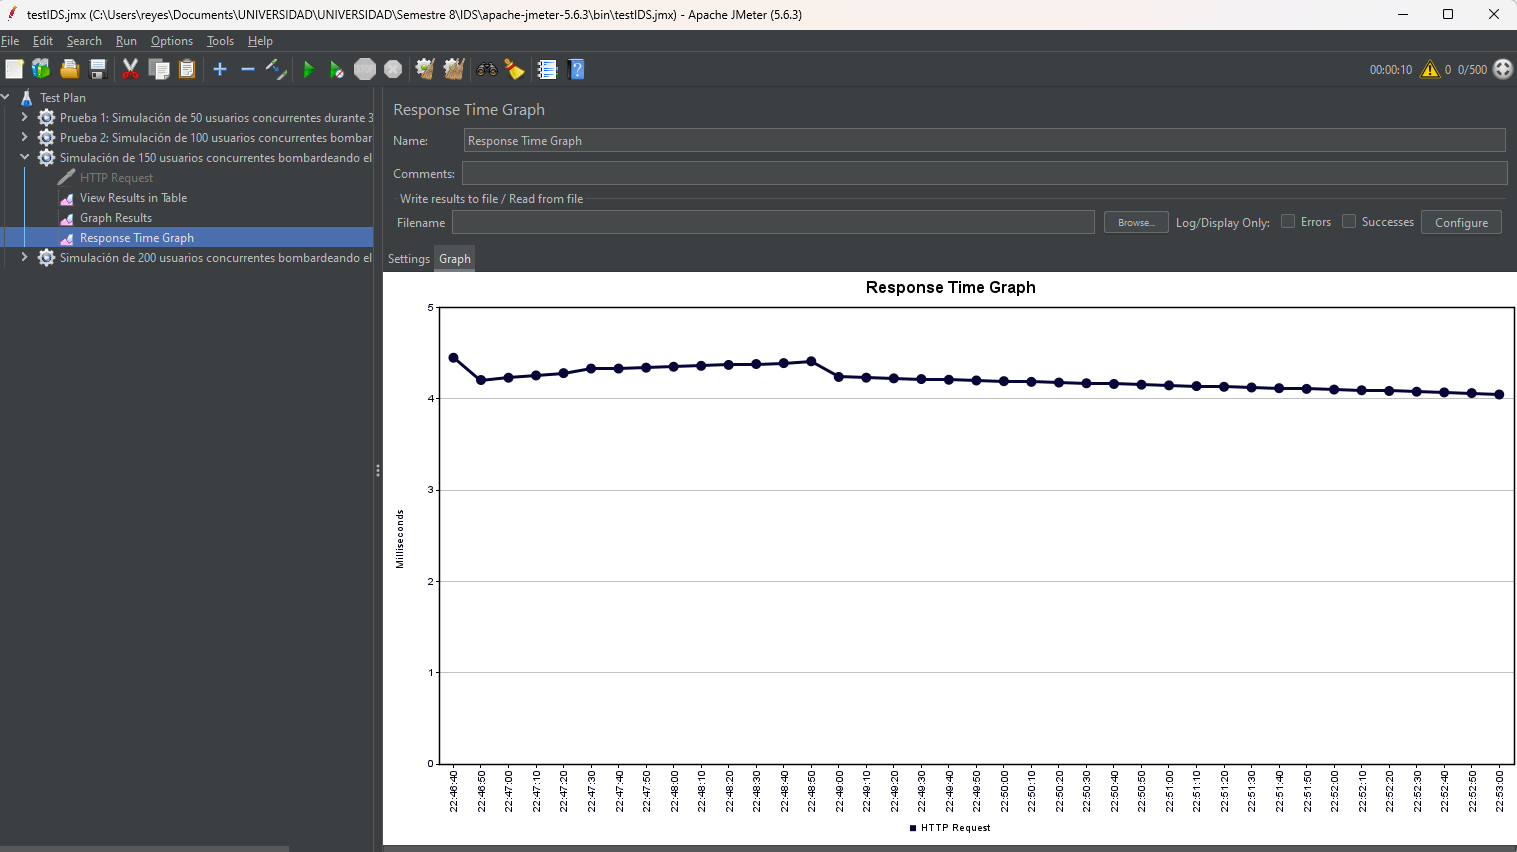 testIDS.jmx (C:\Users\reyes\Documents\UNIVERSIDAD\UNIVERSIDAD\Semestre 8\IDS\apache-jmeter-5.6.3\bin\testIDS.jmx) - Apache JMeter (5.6.3)
File Edit Search Run Options Tools Help
STOP
00:00:10 0 0/500
Test Plan
Prueba 1: Simulación de 50 usuarios concurrentes durante 3
Prueba 2: Simulación de 100 usuarios concurrentes bombar
Simulación de 150 usuarios concurrentes bombardeando el
HTTP Request
View Results in Table
Graph Results
Response Time Graph
Simulación de 200 usuarios concurrentes bombardeando el
Response Time Graph
Name: Response Time Graph
Comments:
Write results to file / Read from file
Filename Browse... Log/Display Only: Errors Successes Configure
Settings Graph
Response Time Graph
5
4
3
2
1
0
Milliseconds
22:46:40 22:46:50 22:47:00 22:47:10 22:47:20 22:47:30 22:47:40 22:47:50 22:48:00 22:48:10 22:48:20 22:48:30 22:48:40 22:48:50 22:49:00 22:49:10 22:49:20 22:49:30 22:49:40 22:49:50 22:50:00 22:50:10 22:50:20 22:50:30 22:50:40 22:50:50 22:51:00 22:51:10 22:51:20 22:51:30 22:51:40 22:51:50 22:52:00 22:52:10 22:52:20 22:52:30 22:52:40 22:52:50 22:53:00
HTTP Request